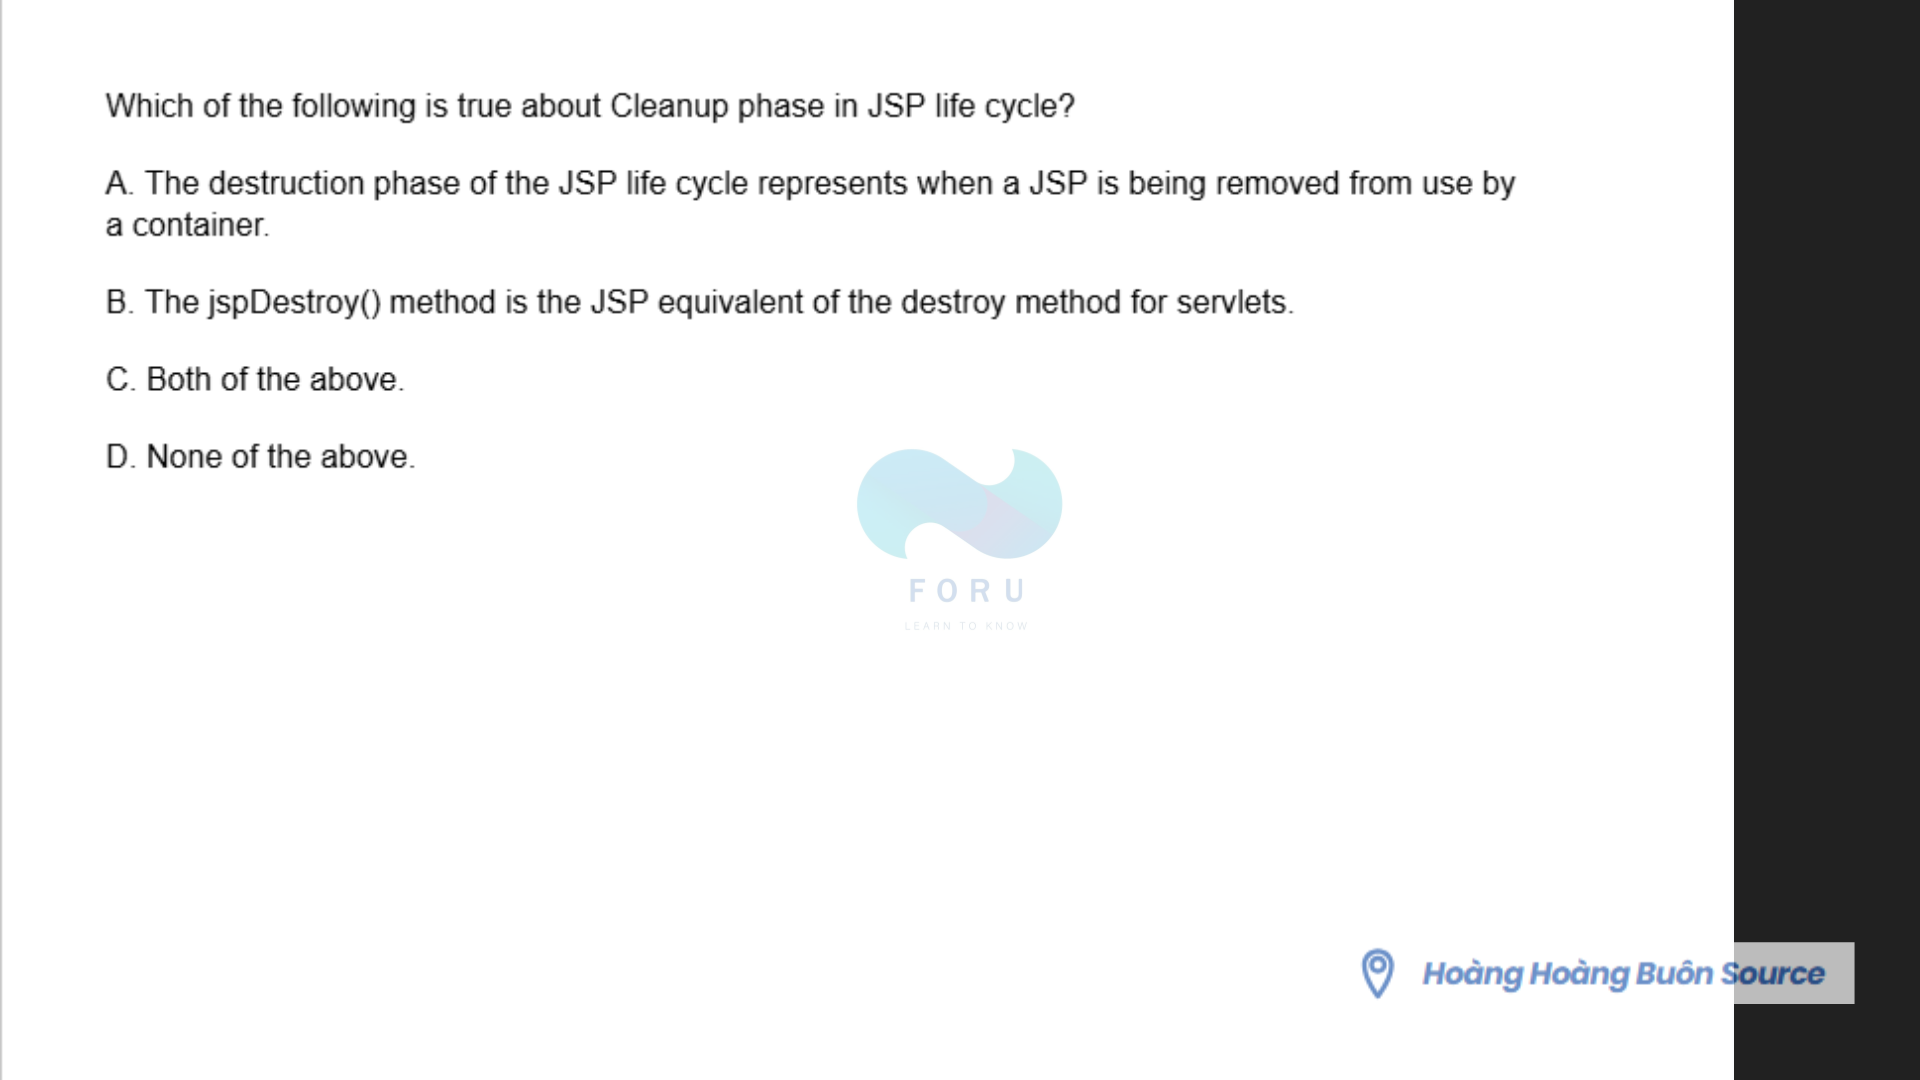 Which of the following is true about Cleanup phase in JSP life cycle?
A. The destruction phase of the JSP life cycle represents when a JSP is being removed from use by
a container.
B. The jspDestroy() method is the JSP equivalent of the destroy method for servlets.
C. Both of the above.
D. None of the above.
FORU
LEARN TO KNOW
Hoàng Hoàng Buôn Source